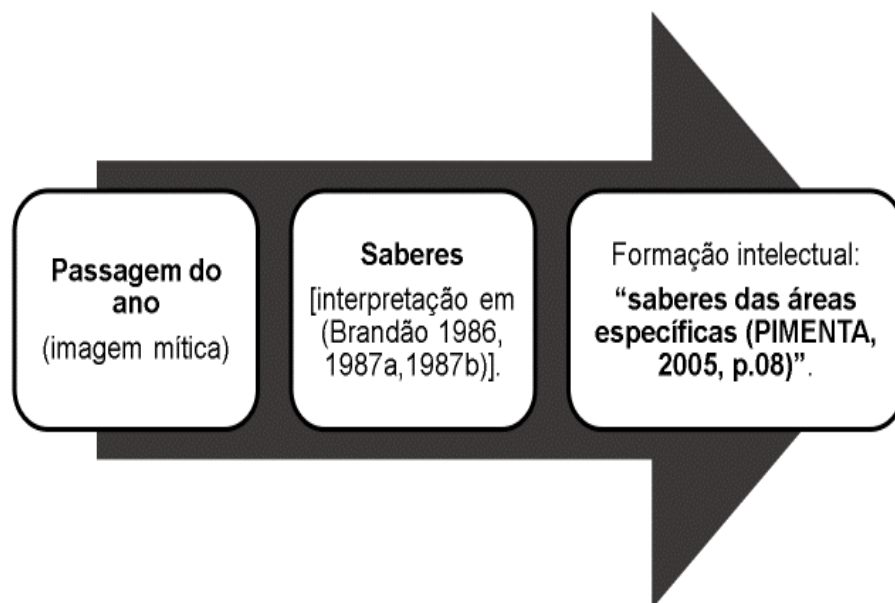 Passagem do
ano
(imagem mítica)
Saberes
[interpretação em
(Brandão 1986,
1987a,1987b)].
Formação intelectual:
“saberes das áreas
específicas (PIMENTA,
2005, p.08)”.